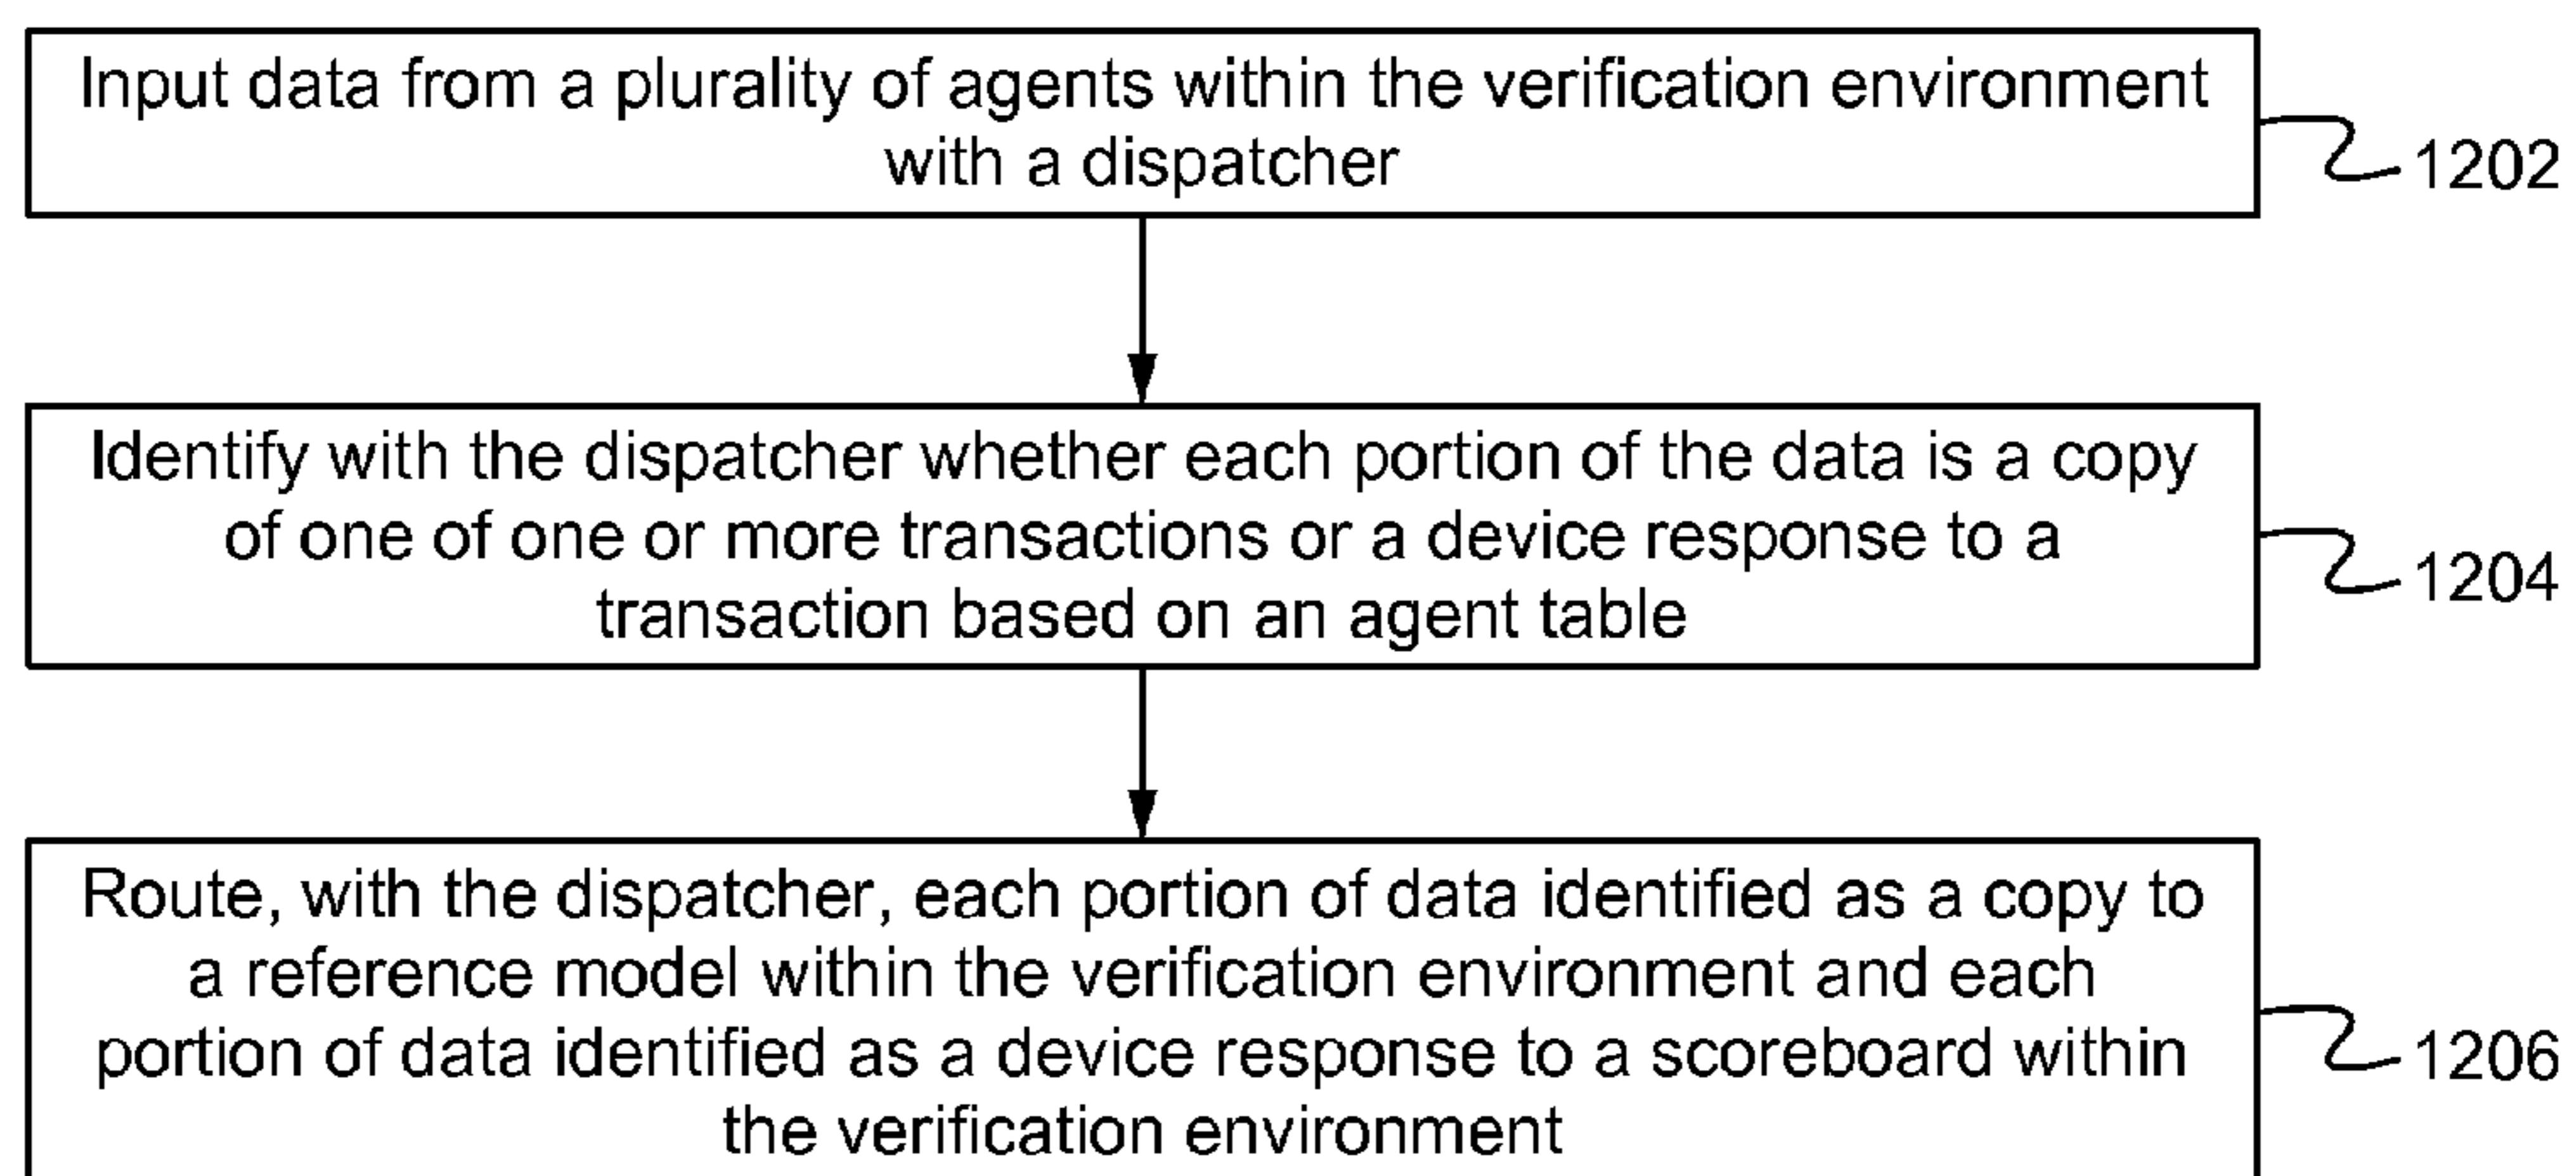 Input data from a plurality of agents within the verification environment
with a dispatcher
1202
Identify with the dispatcher whether each portion of the data is a copy
of one of one or more transactions or a device response to a
transaction based on an agent table
1204
Route, with the dispatcher, each portion of data identified as a copy to
a reference model within the verification environment and each
portion of data identified as a device response to a scoreboard within
the verification environment
1206